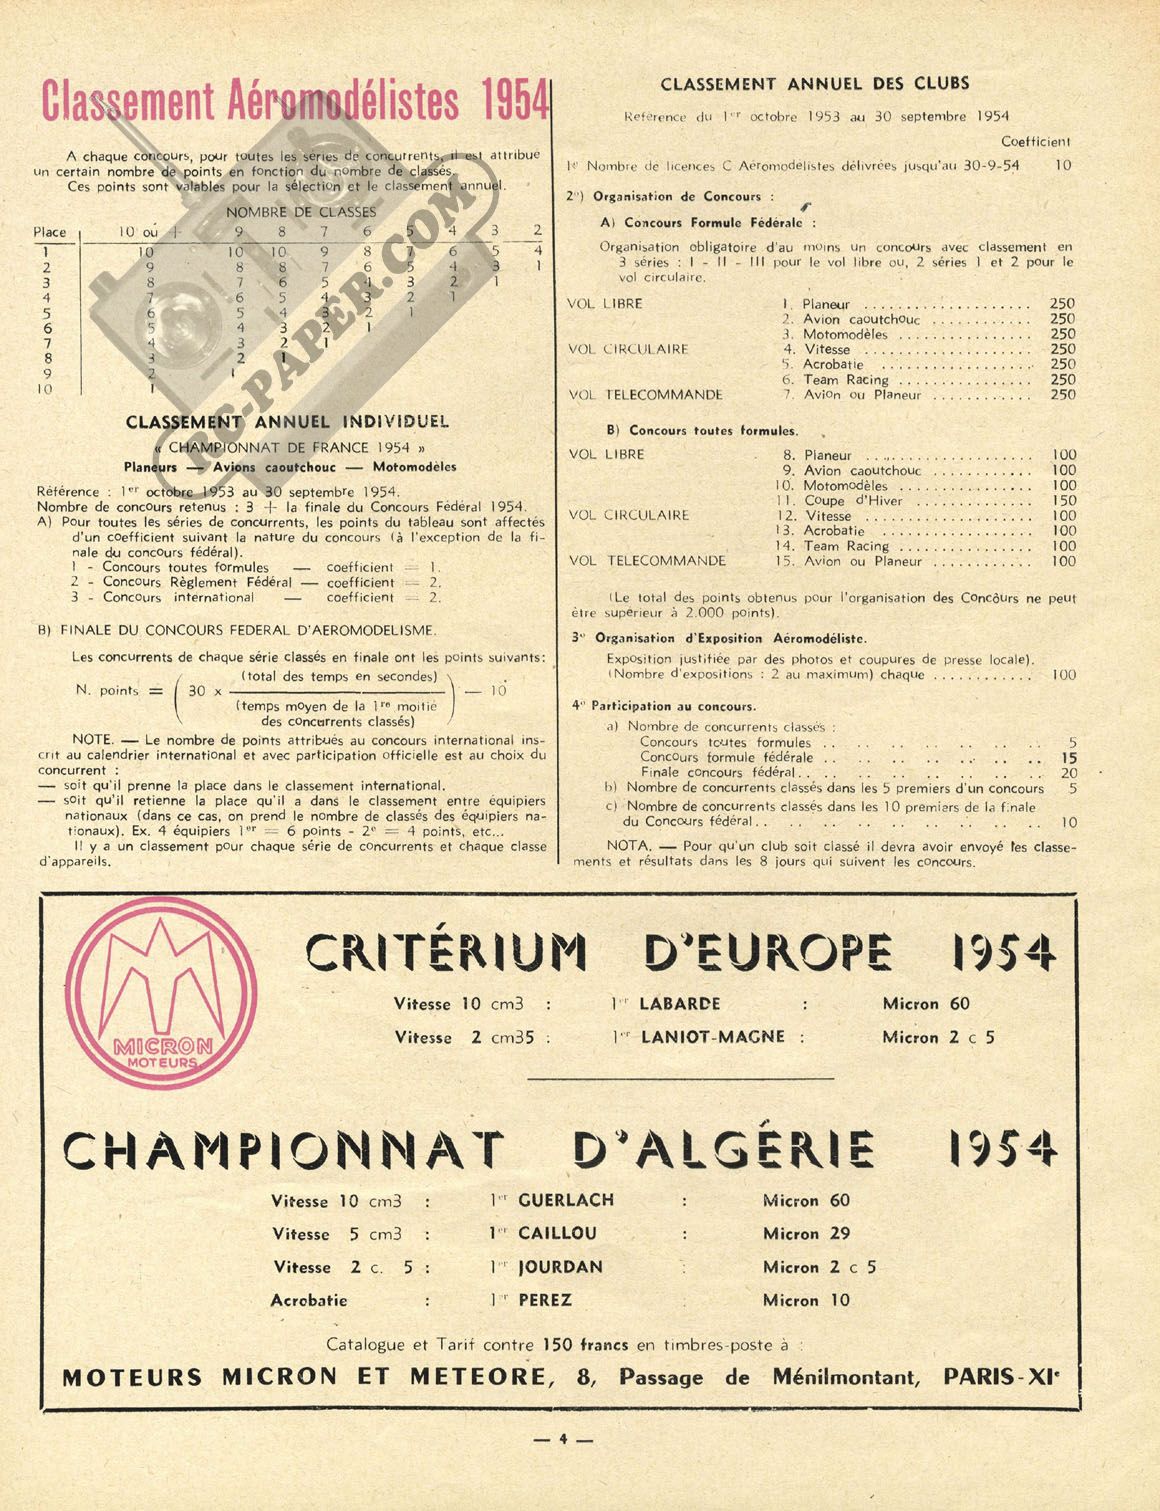 Classement Aéromodélistes 1954
A chaque concours, pour toutes les séries de concurrents, il est attribué
un certain nombre de points en fonction du nombre de classés.
Ces points sont valables pour la sélection et le classement annuel.
NOMBRE DE CLASSES
Place 10 ou + 9 8 7 6 5 4 3 2
1 10 10 10 9 8 7 6 5 4
2 9 8 8 7 6 5 4 3 1
3 8 7 6 5 4 3 2 1
4 7 6 5 4 3 2 1
5 6 5 4 3 2 1
6 5 4 3 2 1
7 4 3 2 1
8 3 2 1
9 2 1
10 1
CLASSEMENT ANNUEL INDIVIDUEL
« CHAMPIONNAT DE FRANCE 1954 »
Planeurs — Avions caoutchouc — Motomodèles
Référence : 1er octobre 1953 au 30 septembre 1954.
Nombre de concours retenus : 3 + la finale du Concours Fédéral 1954.
A) Pour toutes les séries de concurrents, les points du tableau sont affectés
d'un coefficient suivant la nature du concours (à l'exception de la fi-
nale du concours fédéral).
1 - Concours toutes formules — coefficient = 1.
2 - Concours Règlement Fédéral — coefficient = 2.
3 - Concours international — coefficient = 2.
B) FINALE DU CONCOURS FEDERAL D'AEROMODELISME.
Les concurrents de chaque série classés en finale ont les points suivants:
(total des temps en secondes)
N. points = ( 30 x ) — 10
(temps moyen de la 1re moitié
des concurrents classés)
NOTE. — Le nombre de points attribués au concours international ins-
crit au calendrier international et avec participation officielle est au choix du
concurrent :
— soit qu'il prenne la place dans le classement international.
— soit qu'il retienne la place qu'il a dans le classement entre équipiers
nationaux (dans ce cas, on prend le nombre de classés des équipiers na-
tionaux). Ex. 4 équipiers 1er = 6 points - 2e = 4 points, etc...
Il y a un classement pour chaque série de concurrents et chaque classe
d'appareils.
RC-PAPER.COM
CLASSEMENT ANNUEL DES CLUBS
Référence du 1er octobre 1953 au 30 septembre 1954
Coefficient
1° Nombre de licences C Aéromodélistes délivrées jusqu'au 30-9-54 10
2°) Organisation de Concours :
A) Concours Formule Fédérale :
Organisation obligatoire d'au moins un concours avec classement en
3 séries : I - II - III pour le vol libre ou, 2 séries 1 et 2 pour le
vol circulaire.
VOL LIBRE 1. Planeur .................... 250
2. Avion caoutchouc ............ 250
3. Motomodèles ................ 250
VOL CIRCULAIRE 4. Vitesse .................... 250
5. Acrobatie .................. 250
6. Team Racing ................ 250
VOL TELECOMMANDE 7. Avion ou Planeur ............ 250
B) Concours toutes formules.
VOL LIBRE 8. Planeur .................... 100
9. Avion caoutchouc ............ 100
10. Motomodèles ................ 100
11. Coupe d'Hiver .............. 150
VOL CIRCULAIRE 12. Vitesse .................... 100
13. Acrobatie .................. 100
14. Team Racing ................ 100
VOL TELECOMMANDE 15. Avion ou Planeur ............ 100
(Le total des points obtenus pour l'organisation des Concours ne peut
être supérieur à 2.000 points).
3° Organisation d'Exposition Aéromodéliste.
Exposition justifiée par des photos et coupures de presse locale).
(Nombre d'expositions : 2 au maximum) chaque ............ 100
4° Participation au concours.
a) Nombre de concurrents classés :
Concours toutes formules .. .. .. .. .. .. 5
Concours formule fédérale .. .. .. .. .. .. 15
Finale concours fédéral.. .. .. .. .. .. .. 20
b) Nombre de concurrents classés dans les 5 premiers d'un concours 5
c) Nombre de concurrents classés dans les 10 premiers de la finale
du Concours fédéral.. .. .. .. .. .. .. .. 10
NOTA. — Pour qu'un club soit classé il devra avoir envoyé les classe-
ments et résultats dans les 8 jours qui suivent les concours.
MICRON
MOTEURS
CRITÉRIUM D'EUROPE 1954
Vitesse 10 cm3 : 1er LABARDE : Micron 60
Vitesse 2 cm35 : 1er LANIOT-MAGNE : Micron 2 c 5
CHAMPIONNAT D'ALGÉRIE 1954
Vitesse 10 cm3 : 1er GUERLACH : Micron 60
Vitesse 5 cm3 : 1er CAILLOU : Micron 29
Vitesse 2 c. 5 : 1er JOURDAN : Micron 2 c 5
Acrobatie : 1er PEREZ Micron 10
Catalogue et Tarif contre 150 francs en timbres-poste à :
MOTEURS MICRON ET METEORE, 8, Passage de Ménilmontant, PARIS-XIe
— 4 —